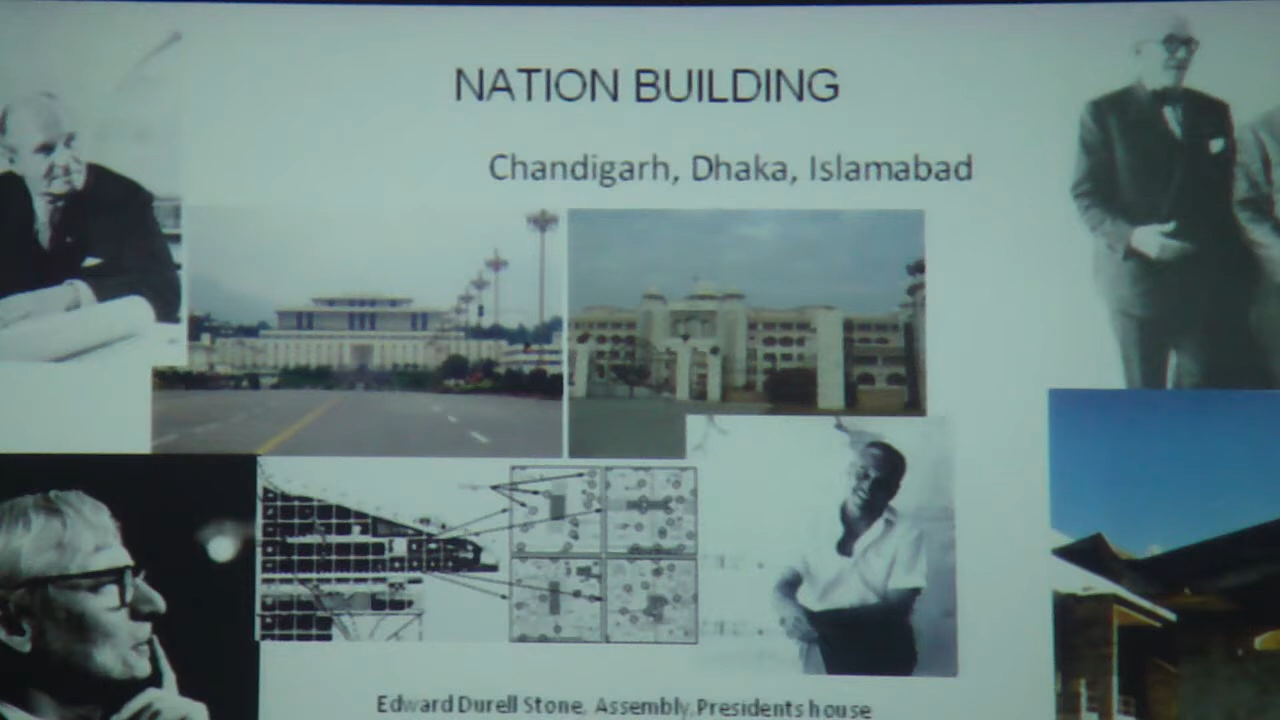 NATION BUILDING
Chandigarh, Dhaka, Islamabad
Edward Durell Stone, Assembly,Presidents house